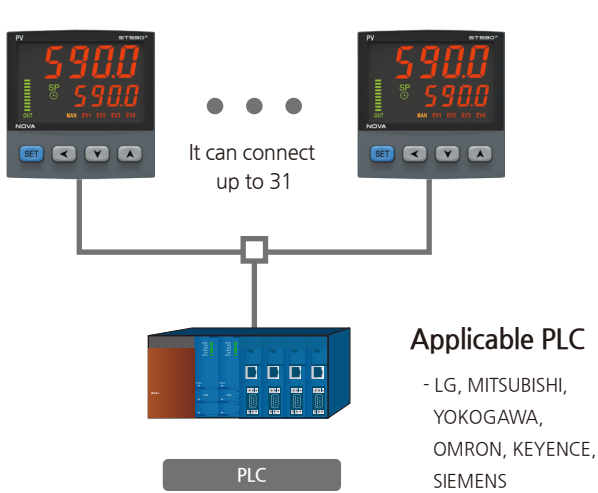 PV ST590
590.0
SP
590.0
OUT MAN EV1 EV2 EV3 EV4
NOVA
SET
It can connect
up to 31
PV ST590
590.0
SP
590.0
OUT MAN EV1 EV2 EV3 EV4
NOVA
SET
Applicable PLC
- LG, MITSUBISHI,
YOKOGAWA,
OMRON, KEYENCE,
SIEMENS
PLC